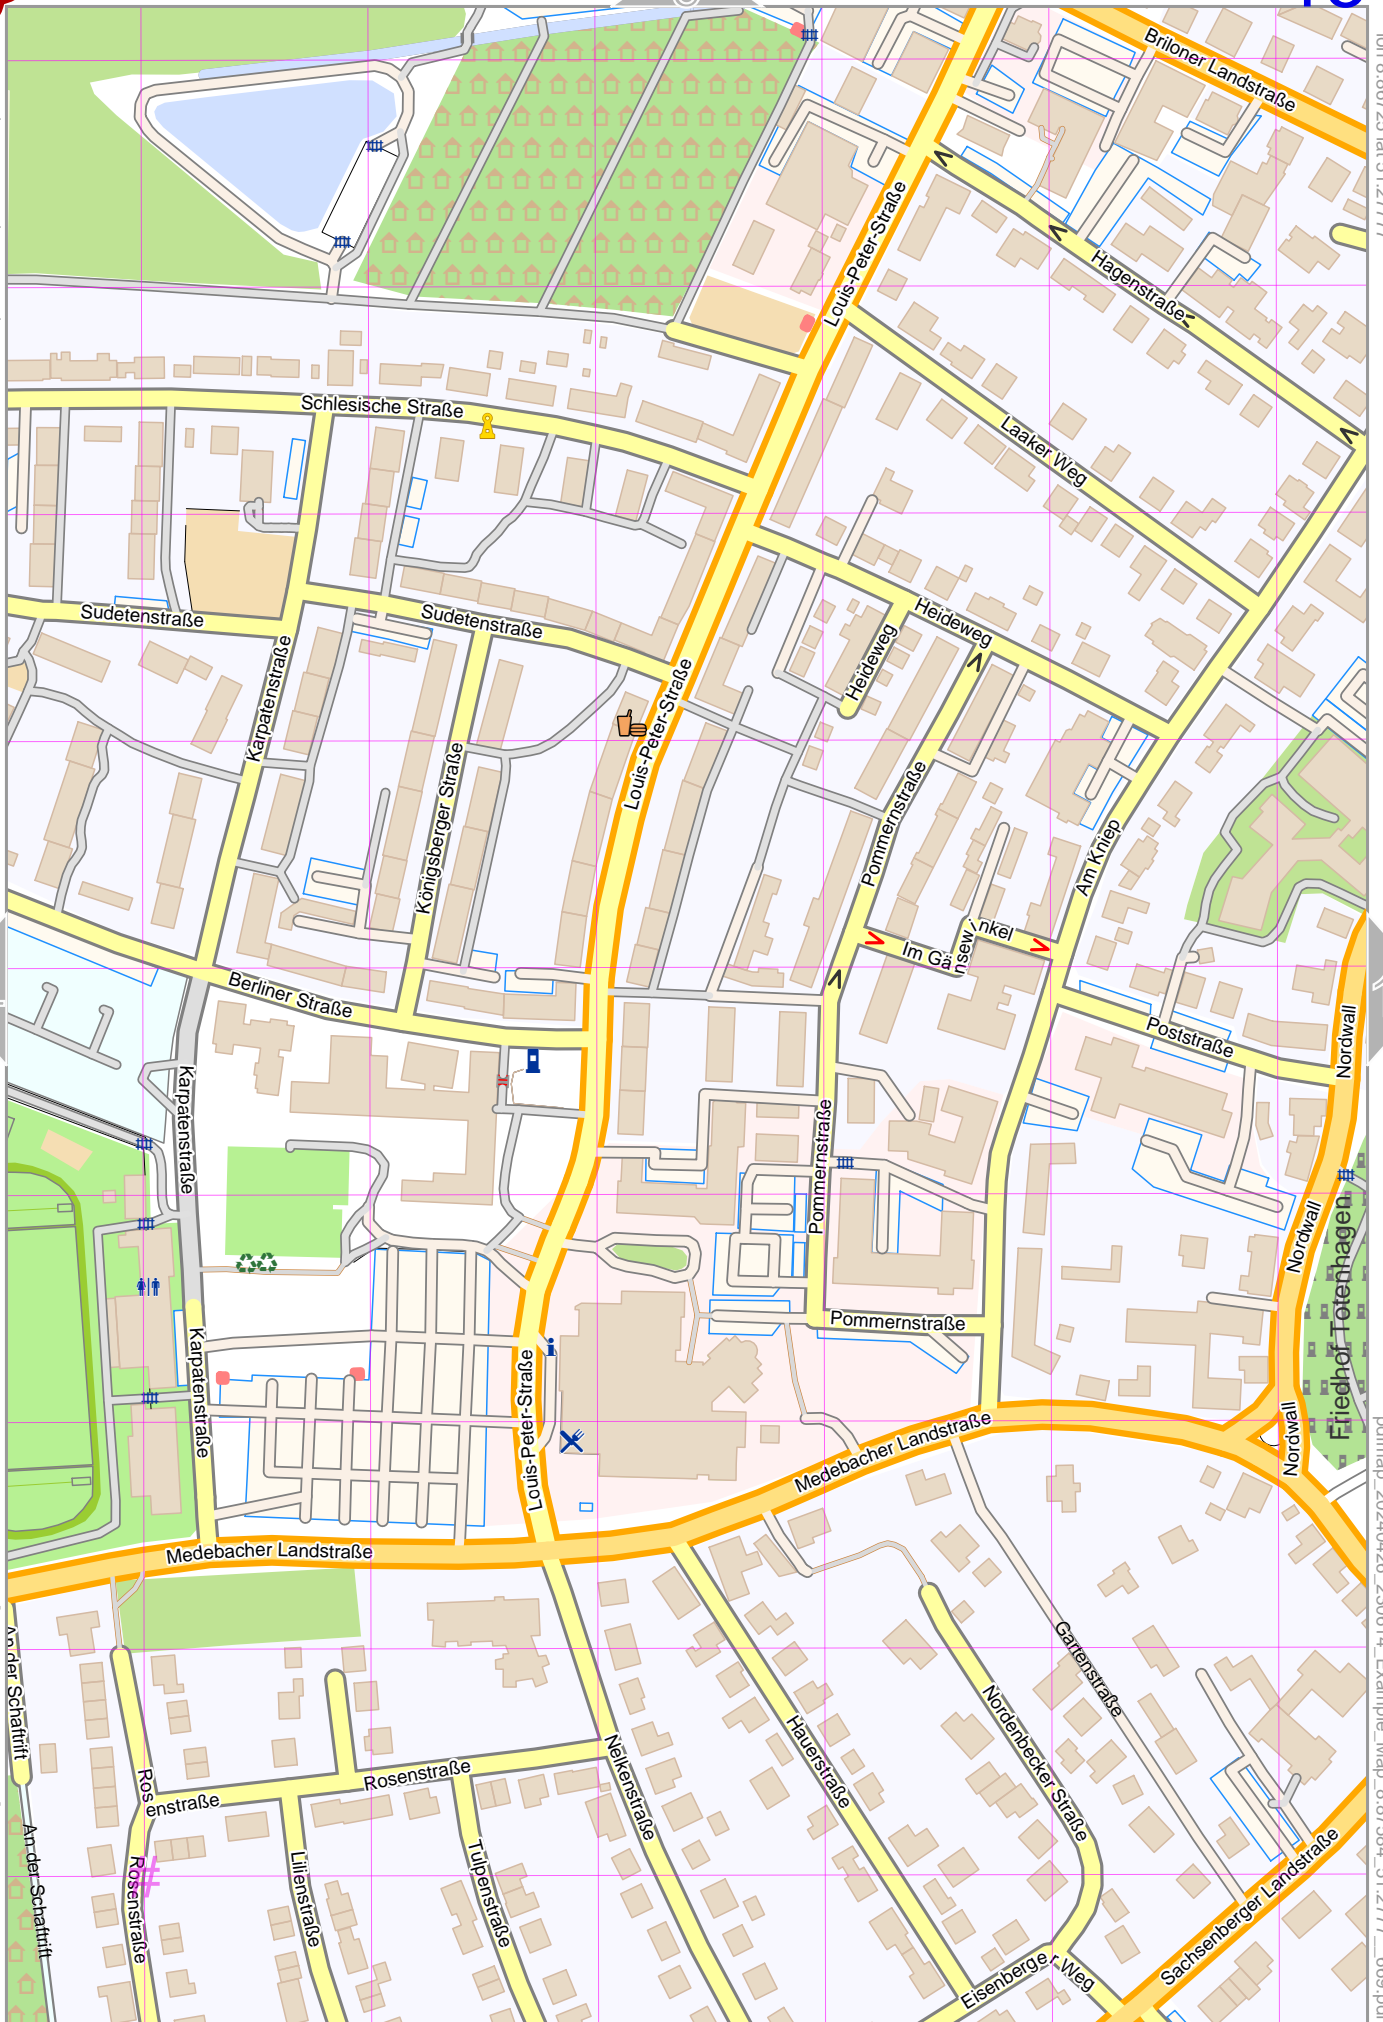 Briloner Landstraße
Louis-Peter-Straße
Hagenstraße
Schlesische Straße
Laaker Weg
Sudetenstraße
Sudetenstraße
Heideweg
Heideweg
Karpatenstraße
Louis-Peter-Straße
Königsberger Straße
Pommernstraße
Am Kniep
Im Gänsewinkel
Berliner Straße
Poststraße
Nordwall
Karpatenstraße
Pommernstraße
Nordwall
Friedhof Totenhagen
Pommernstraße
Karpatenstraße
Louis-Peter-Straße
Nordwall
Medebacher Landstraße
Medebacher Landstraße
An der Schaftrift
Gartenstraße
Nordenbecker Straße
Hauerstraße
Nelkenstraße
Rosenstraße
Rosenstraße
Tulpenstraße
Lilienstraße
Rosenstraße
An der Schaftrift
Sachsenberger Landstraße
Eisenberger Weg